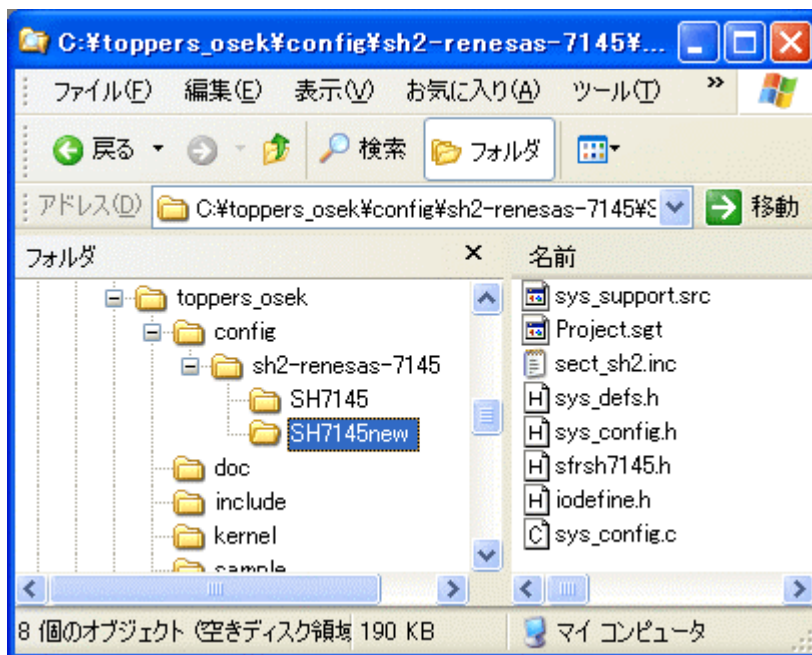 C:¥toppers_osek¥config¥sh2-renesas-7145¥...
ファイル(F) 編集(E) 表示(V) お気に入り(A) ツール(T) »
戻る 検索 フォルダ
アドレス(D) C:¥toppers_osek¥config¥sh2-renesas-7145¥S 移動
フォルダ × 名前
toppers_osek
config
sh2-renesas-7145
SH7145
SH7145new
doc
include
kernel
sample
sys_support.src
Project.sgt
sect_sh2.inc
sys_defs.h
sys_config.h
sfrsh7145.h
iodefine.h
sys_config.c
8 個のオブジェクト (空きディスク領域 190 KB マイ コンピュータ